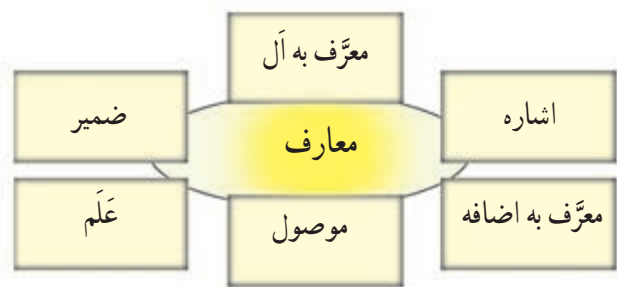 معرَّف به اَل
اشاره
ضمیر
معارف
معرَّف به اضافه
موصول
عَلَم